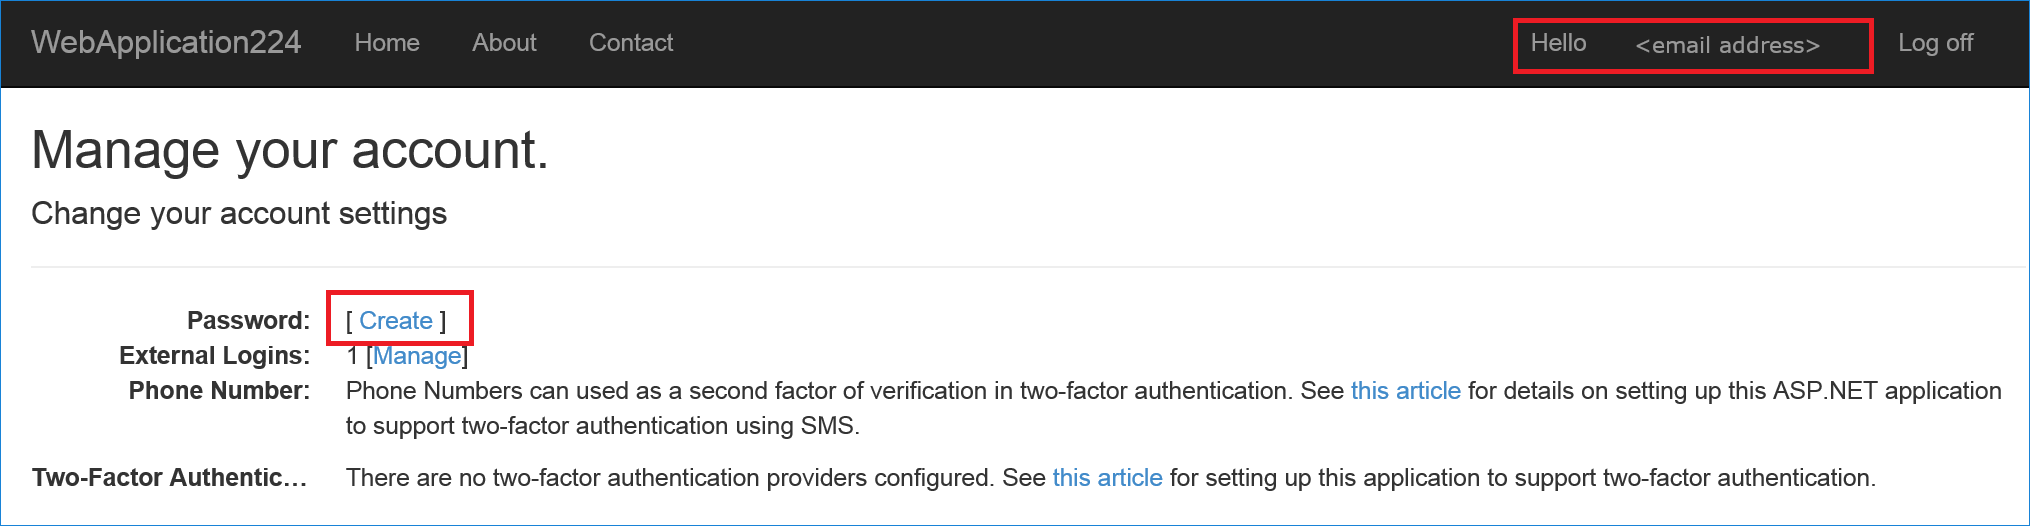 WebApplication224 Home About Contact Hello <email address> Log off
Manage your account.
Change your account settings
Password: [ Create ]
External Logins: 1 [Manage]
Phone Number: Phone Numbers can used as a second factor of verification in two-factor authentication. See this article for details on setting up this ASP.NET application
to support two-factor authentication using SMS.
Two-Factor Authentic... There are no two-factor authentication providers configured. See this article for setting up this application to support two-factor authentication.